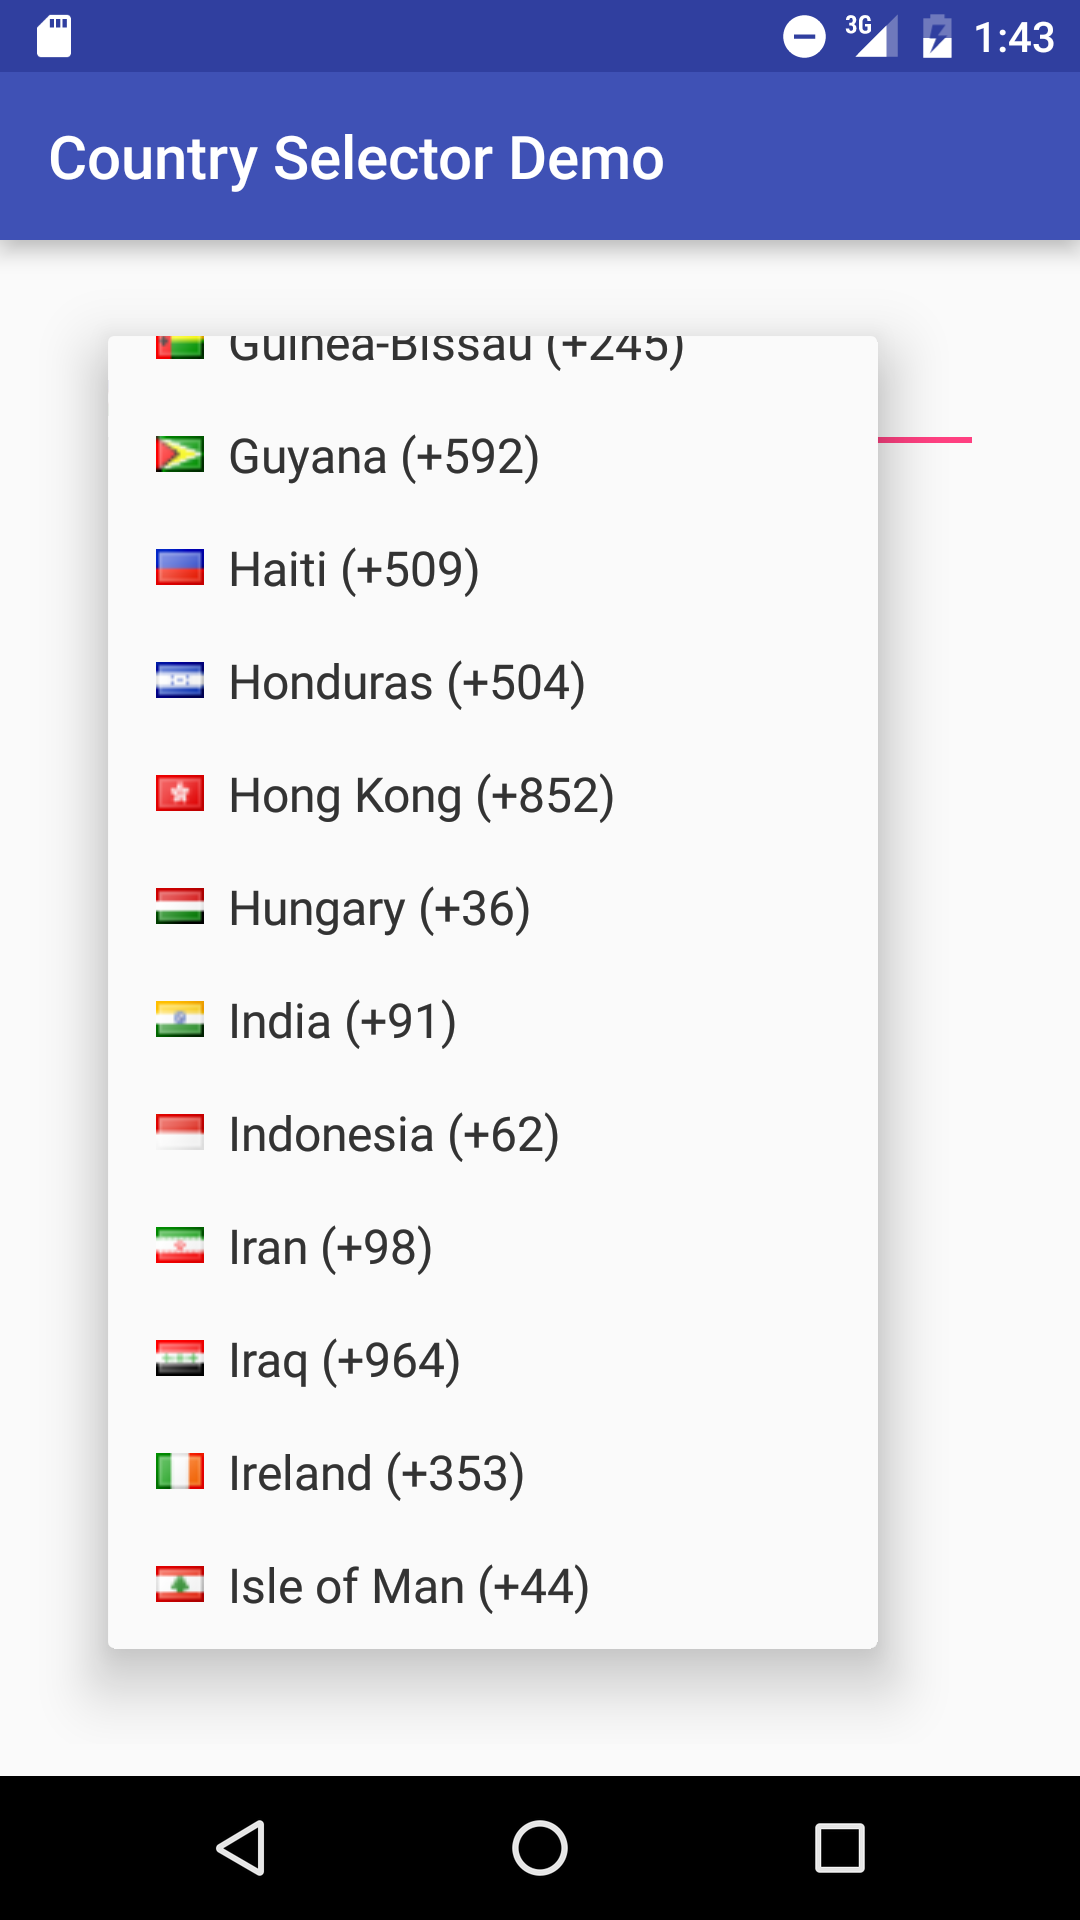 3G 1:43
Country Selector Demo
Guinea-Bissau (+245)
Guyana (+592)
Haiti (+509)
Honduras (+504)
Hong Kong (+852)
Hungary (+36)
India (+91)
Indonesia (+62)
Iran (+98)
Iraq (+964)
Ireland (+353)
Isle of Man (+44)